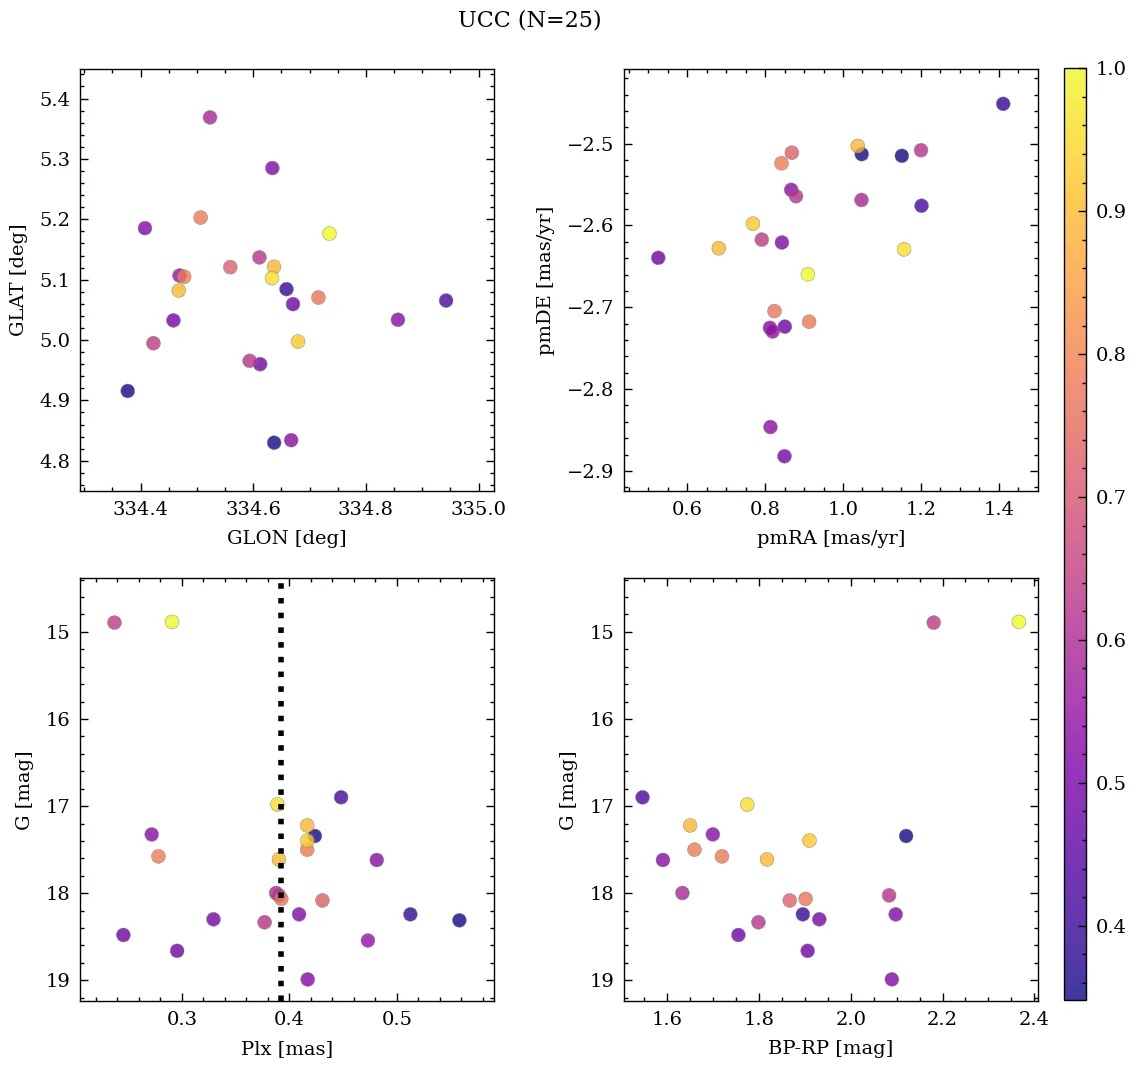 UCC (N=25)
5.4
5.3
5.2
5.1
5.0
4.9
4.8
GLAT [deg]
334.4 334.6 334.8 335.0
GLON [deg]
−2.5
−2.6
−2.7
−2.8
−2.9
pmDE [mas/yr]
0.6 0.8 1.0 1.2 1.4
pmRA [mas/yr]
15
16
17
18
19
G [mag]
0.3 0.4 0.5
Plx [mas]
15
16
17
18
19
G [mag]
1.6 1.8 2.0 2.2 2.4
BP-RP [mag]
1.0
0.9
0.8
0.7
0.6
0.5
0.4